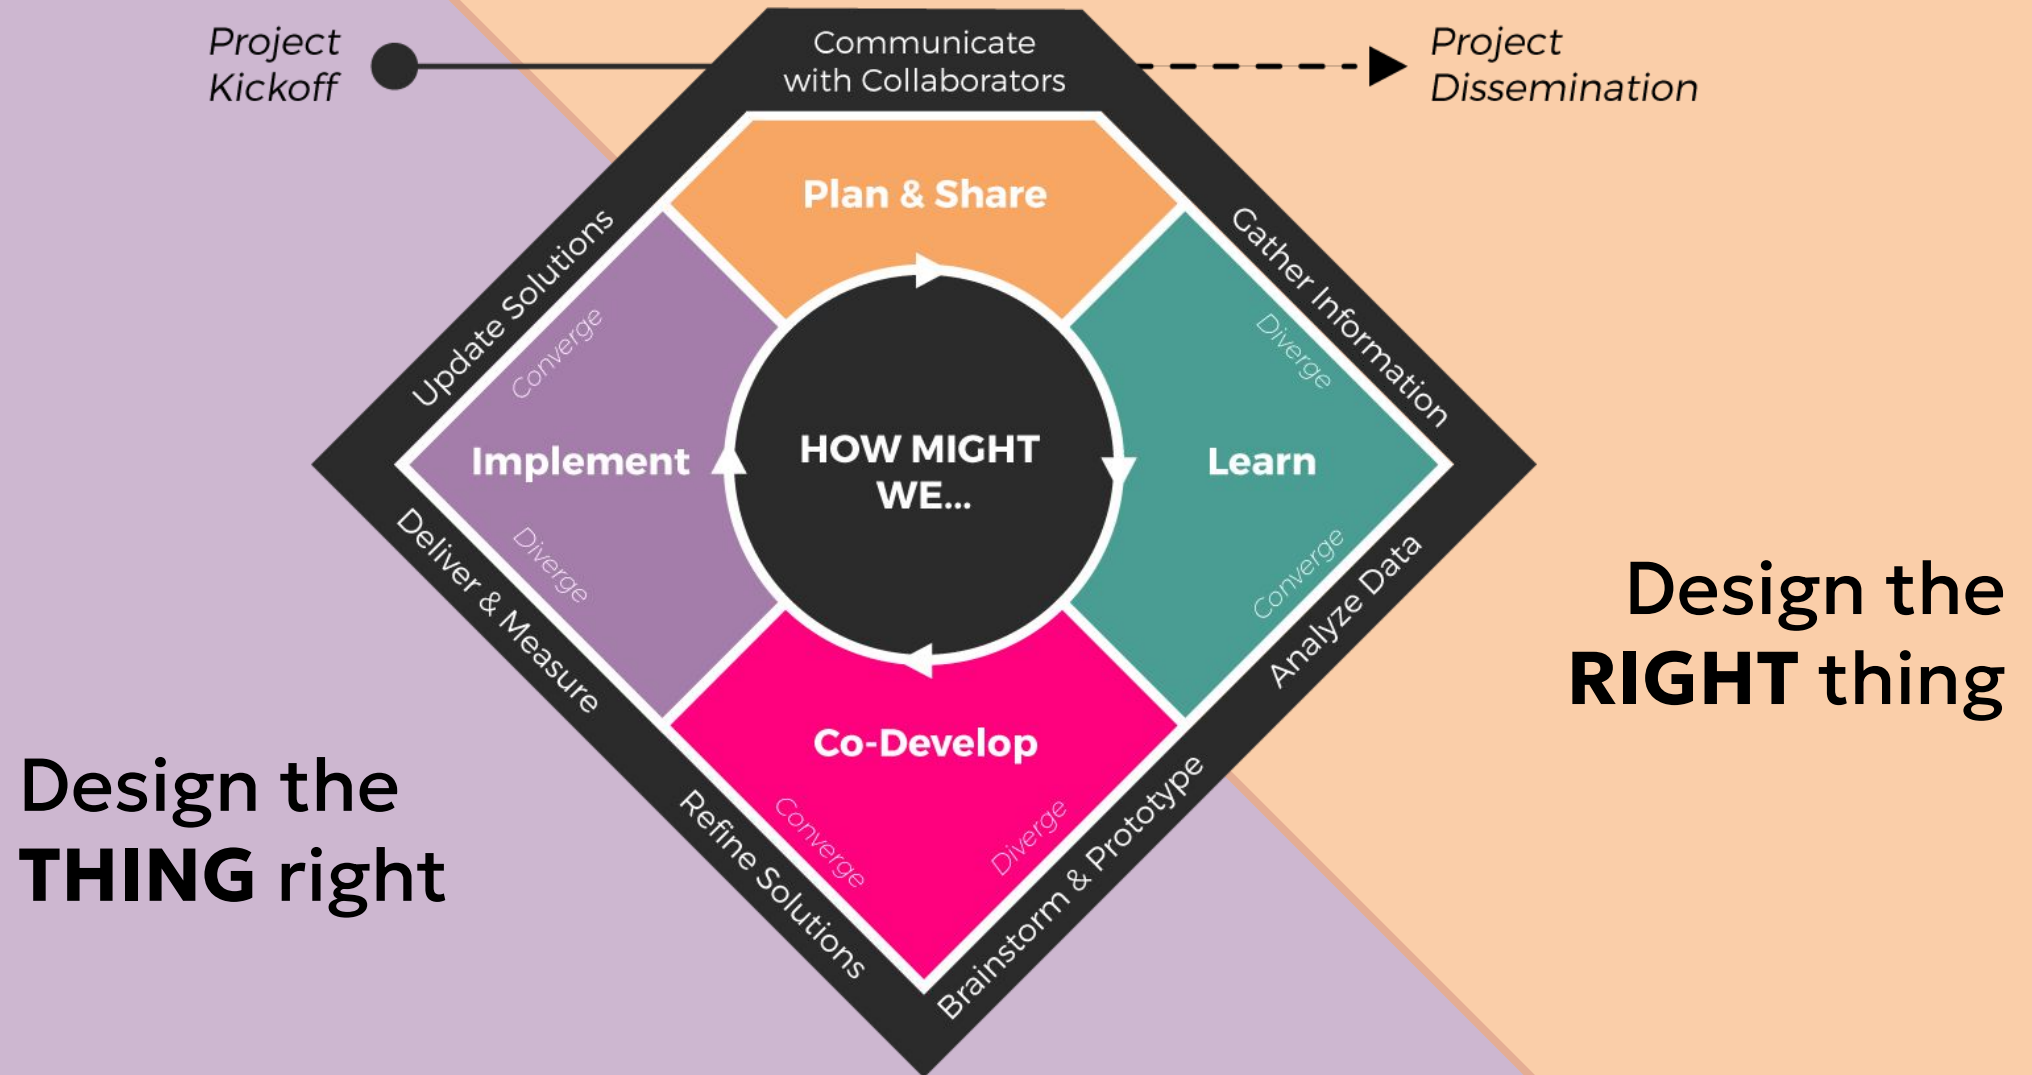 Project
Kickoff
Communicate
with Collaborators
Project
Dissemination
Plan & Share
Update Solutions
Gather Information
Converge
Diverge
Implement
HOW MIGHT
WE...
Learn
Diverge
Converge
Deliver & Measure
Analyze Data
Design the
RIGHT thing
Co-Develop
Design the
THING right
Converge
Diverge
Refine Solutions
Brainstorm & Prototype